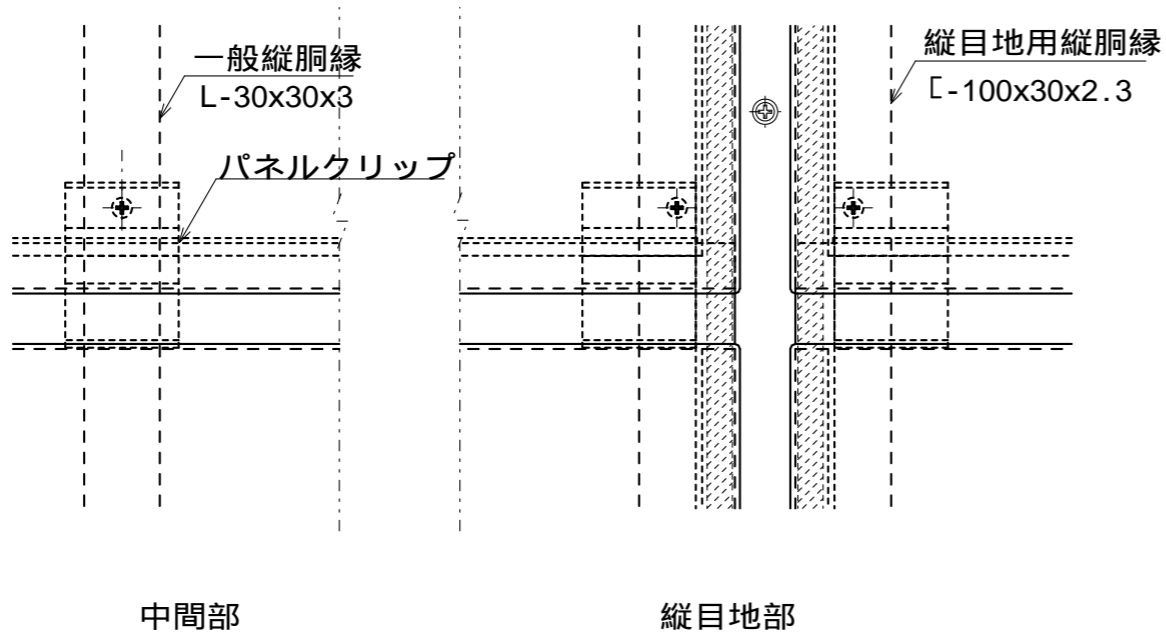 一般縦胴縁
L-30x30x3
パネルクリップ
縦目地用縦胴縁
[-100x30x2.3
中間部
縦目地部